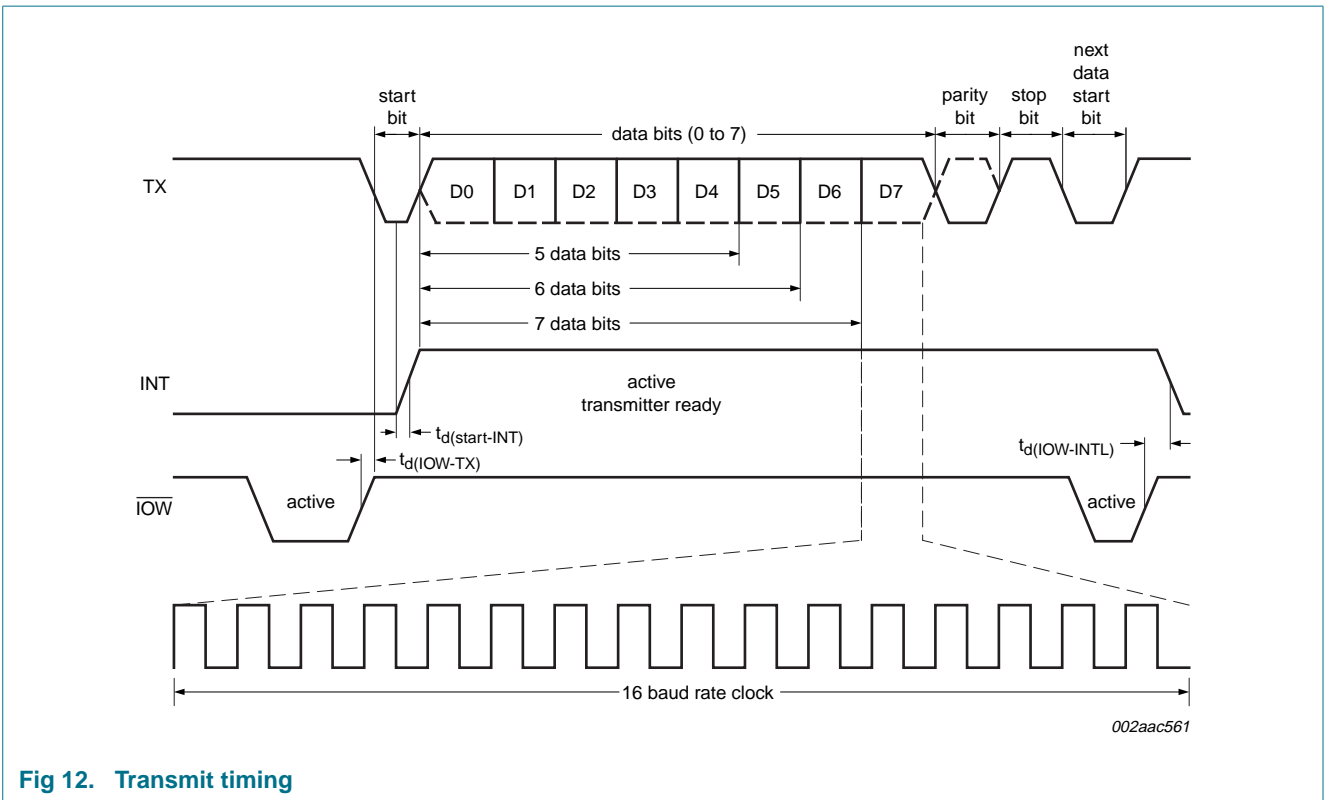 next
data
start
bit
start
bit
parity
bit
stop
bit
data bits (0 to 7)
TX
D0 D1 D2 D3 D4 D5 D6 D7
5 data bits
6 data bits
7 data bits
INT
active
transmitter ready
td(start-INT)
td(IOW-TX)
td(IOW-INTL)
IOW
active
active
16 baud rate clock
002aac561
Fig 12. Transmit timing